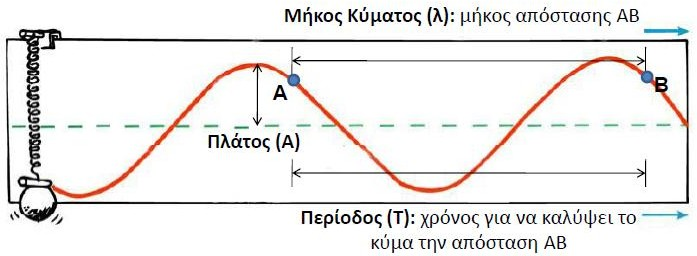 Μήκος Κύματος (λ): μήκος απόστασης ΑΒ
A
B
Πλάτος (Α)
Περίοδος (Τ): χρόνος για να καλύψει το
κύμα την απόσταση ΑΒ